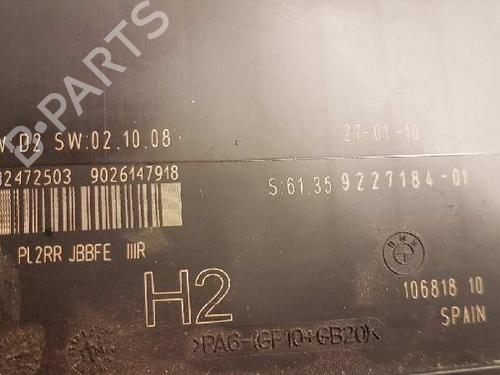 D2 SW:02.10.08
27-01-10
32472503 9026147918
S:61.35 9227184-01
PL2RR JBBFE IIIR
BMW
H2
106818 10
SPAIN
>PA6-(GF10+GB20)<
B-PARTS